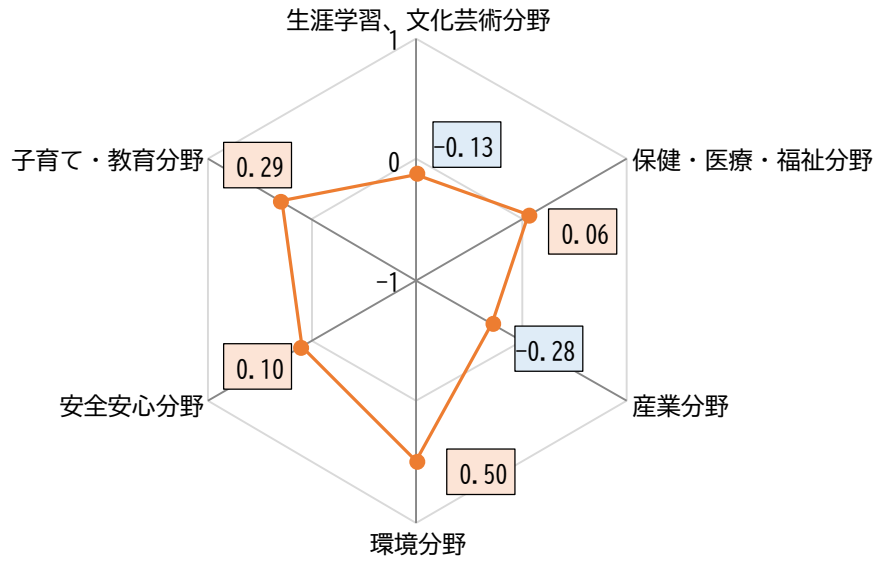 生涯学習、文化芸術分野
1
-0.13
子育て・教育分野
0.29
0
保健・医療・福祉分野
0.06
-1
-0.28
0.10
安全安心分野
産業分野
0.50
環境分野